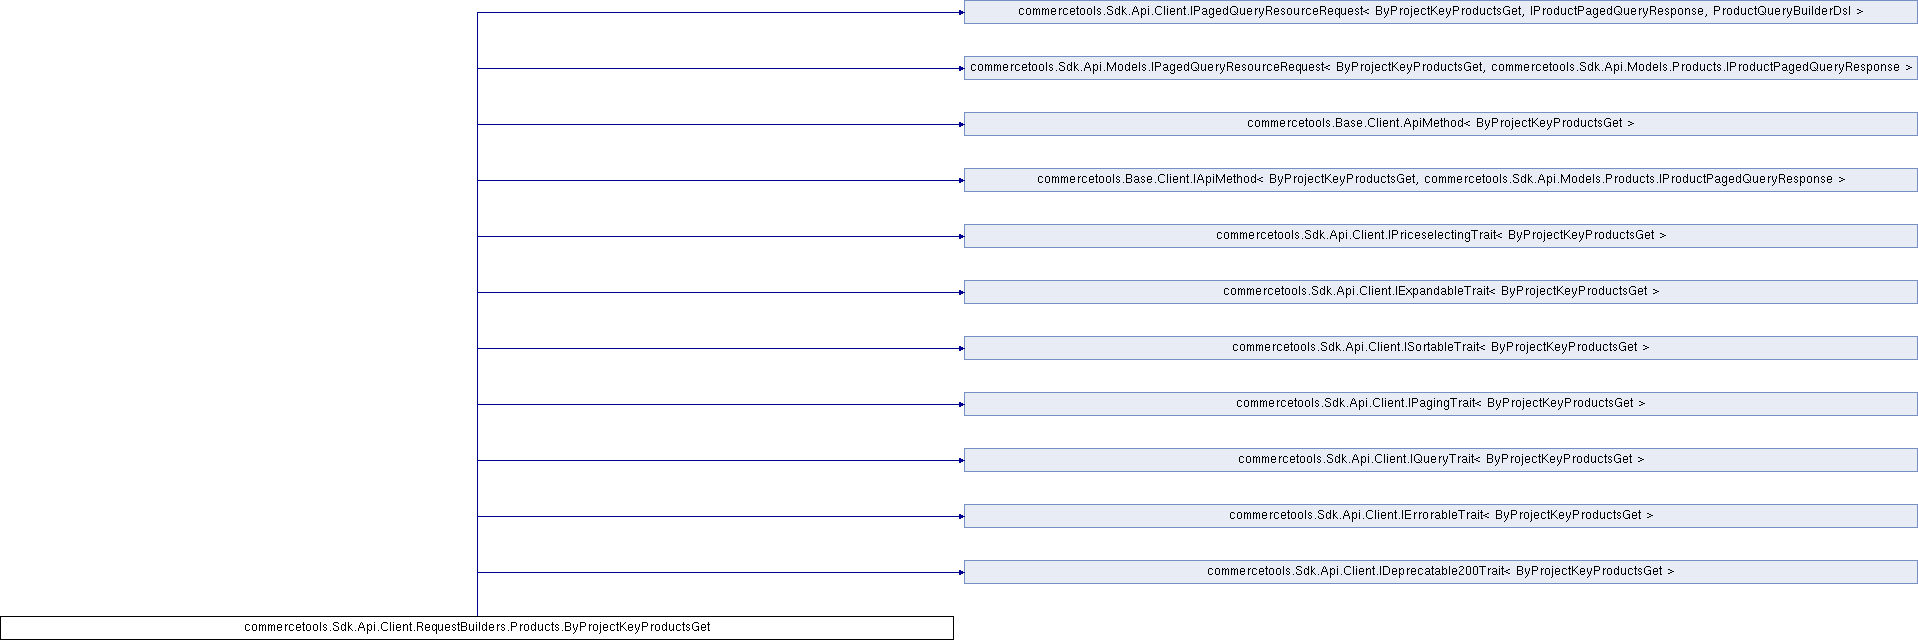 commercetools.Sdk.Api.Client.IPagedQueryResourceRequest< ByProjectKeyProductsGet, IProductPagedQueryResponse, ProductQueryBuilderDsl >
commercetools.Sdk.Api.Models.IPagedQueryResourceRequest< ByProjectKeyProductsGet, commercetools.Sdk.Api.Models.Products.IProductPagedQueryResponse >
commercetools.Base.Client.ApiMethod< ByProjectKeyProductsGet >
commercetools.Base.Client.IApiMethod< ByProjectKeyProductsGet, commercetools.Sdk.Api.Models.Products.IProductPagedQueryResponse >
commercetools.Sdk.Api.Client.IPriceselectingTrait< ByProjectKeyProductsGet >
commercetools.Sdk.Api.Client.IExpandableTrait< ByProjectKeyProductsGet >
commercetools.Sdk.Api.Client.ISortableTrait< ByProjectKeyProductsGet >
commercetools.Sdk.Api.Client.IPagingTrait< ByProjectKeyProductsGet >
commercetools.Sdk.Api.Client.IQueryTrait< ByProjectKeyProductsGet >
commercetools.Sdk.Api.Client.IErrorableTrait< ByProjectKeyProductsGet >
commercetools.Sdk.Api.Client.IDeprecatable200Trait< ByProjectKeyProductsGet >
commercetools.Sdk.Api.Client.RequestBuilders.Products.ByProjectKeyProductsGet